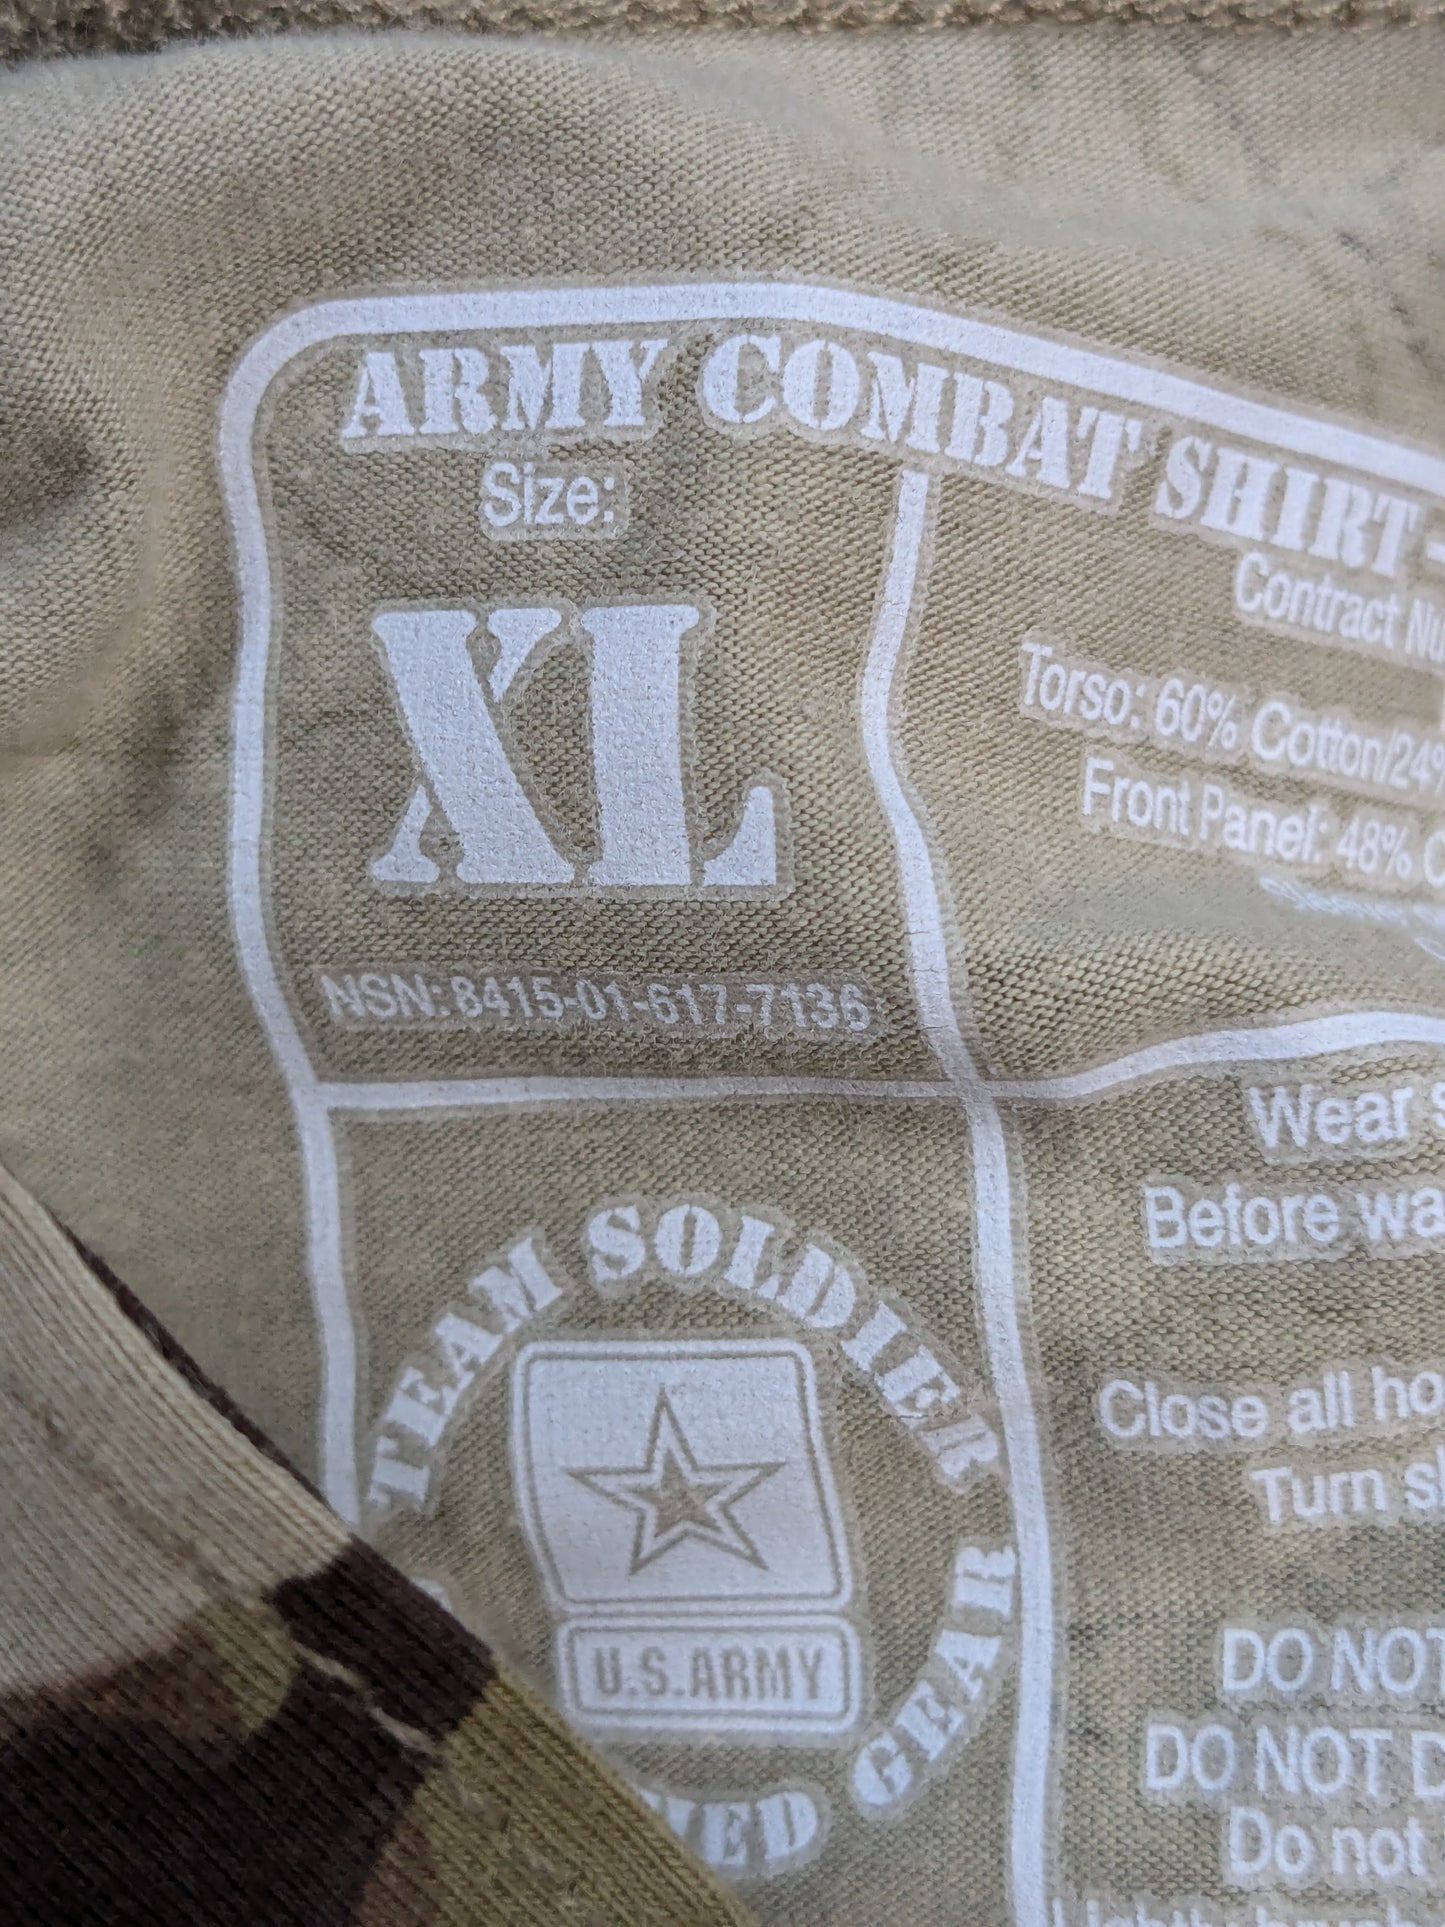 ARMY COMBAT SHIRT -
Size:
XL
NSN: 8415-01-617-7136
Contract Nu
Torso: 60% Cotton/24%
Front Panel: 48% C
Wear s
Before wa
Close all ho
Turn sl
DO NOT
DO NOT D
Do not
TEAM SOLDIER
U.S.ARMY
GEAR